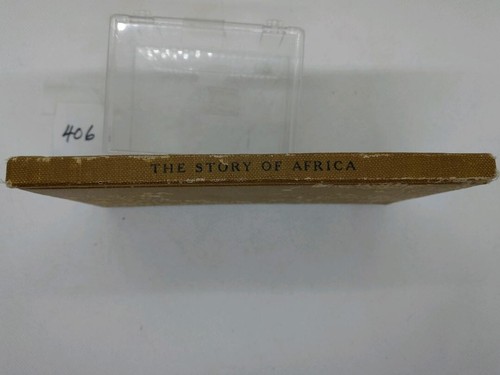 406
THE STORY OF AFRICA